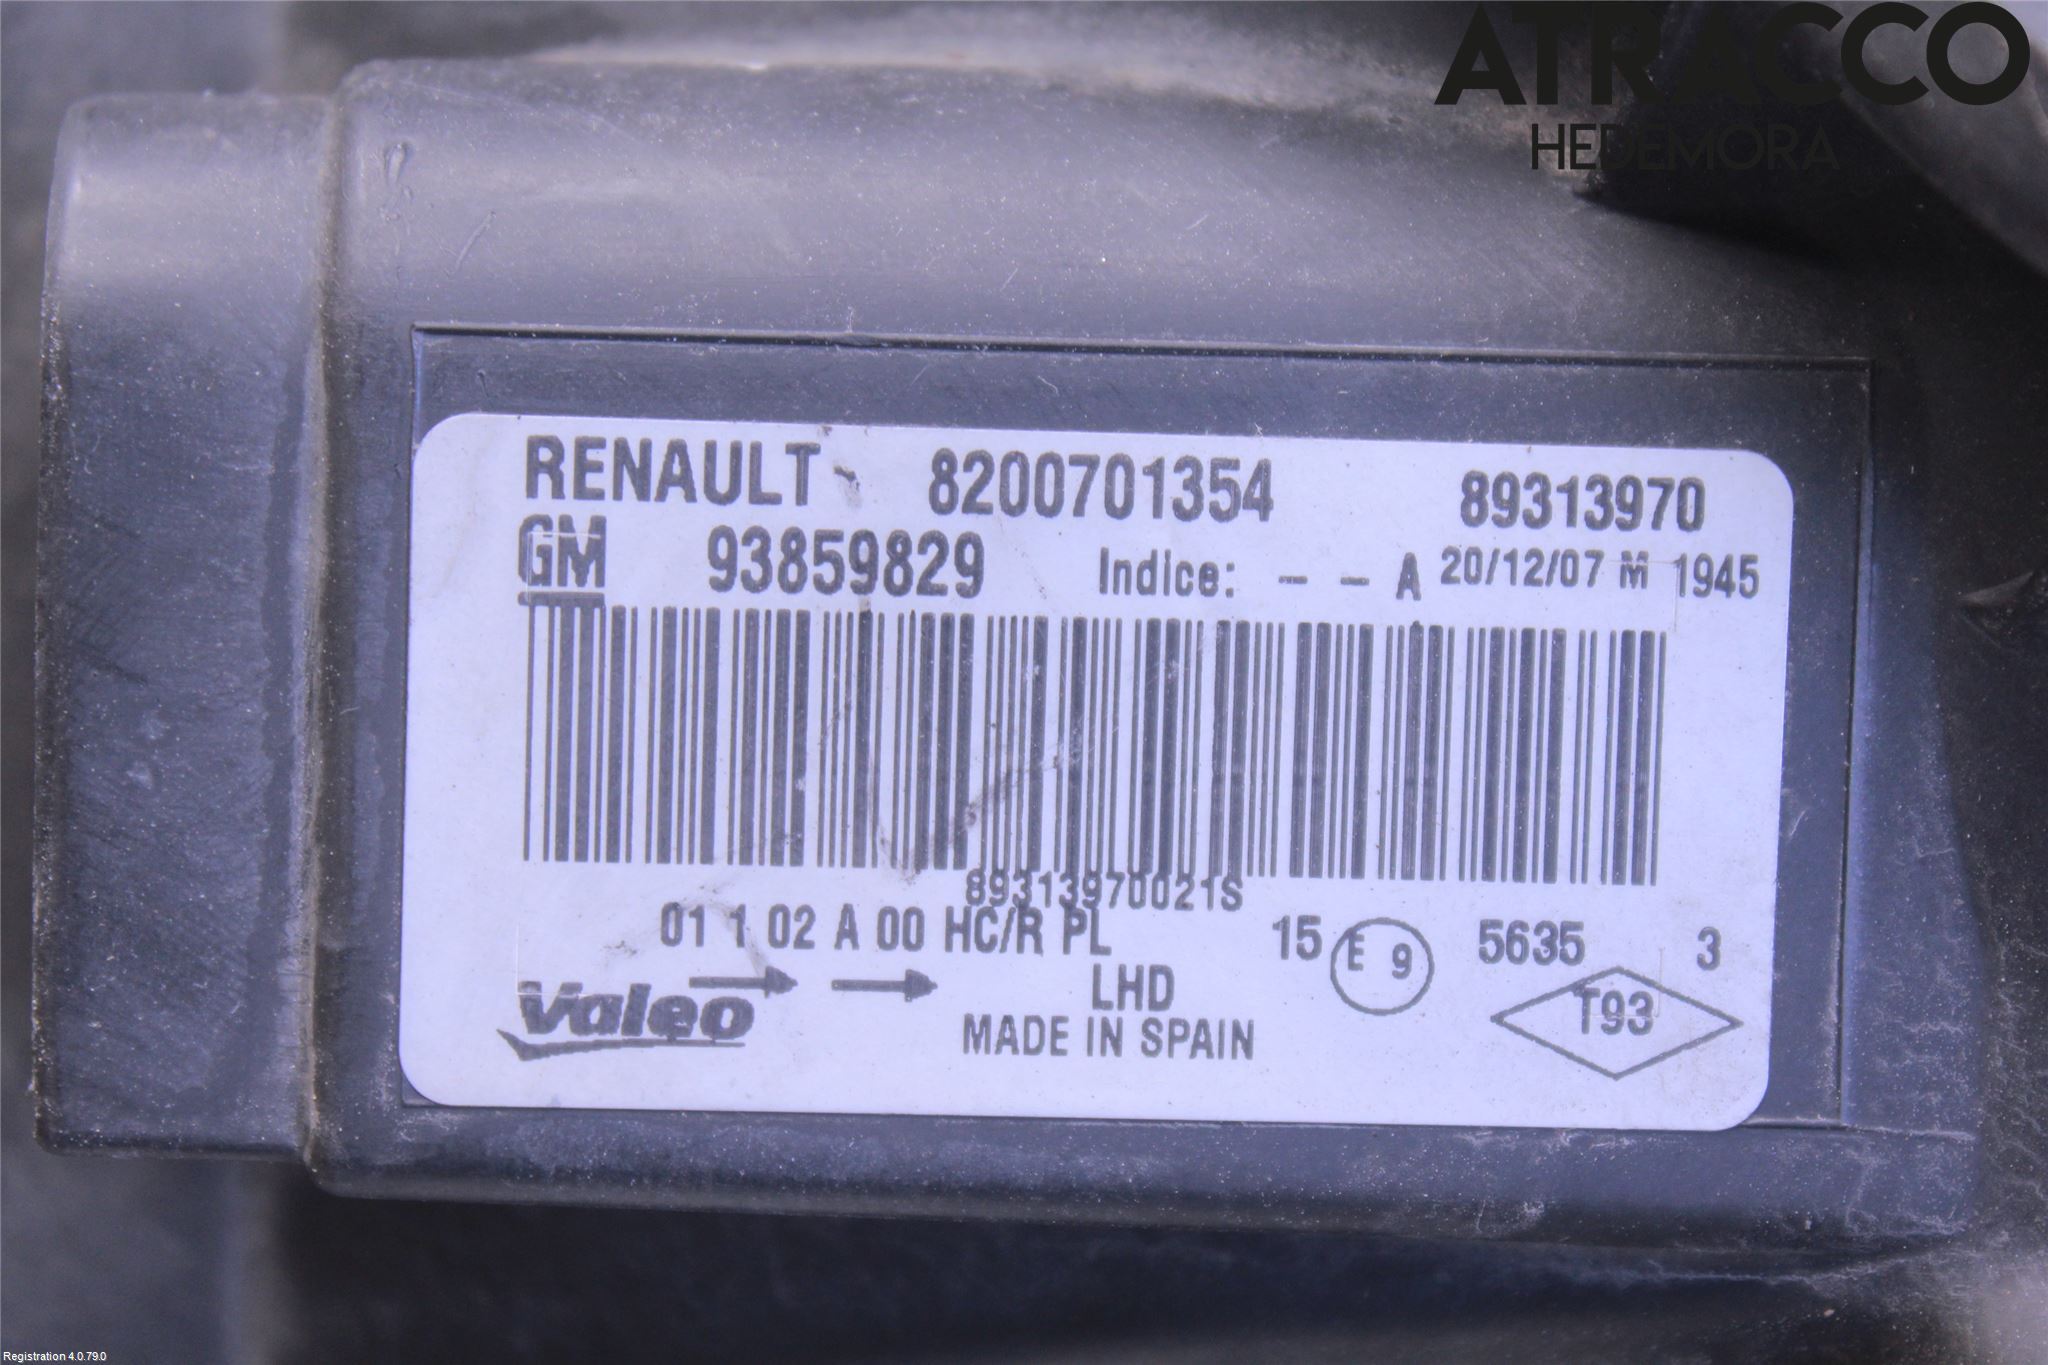 ATRACCO
HEDEMORA
RENAULT 8200701354 89313970
GM 93859829 Indice: - - A 20/12/07 M 1945
89313970021S
01 1 02 A 00 HC/R PL 15 E 9 5635 3
Valeo LHD T93
MADE IN SPAIN
Registration 4.0.79.0